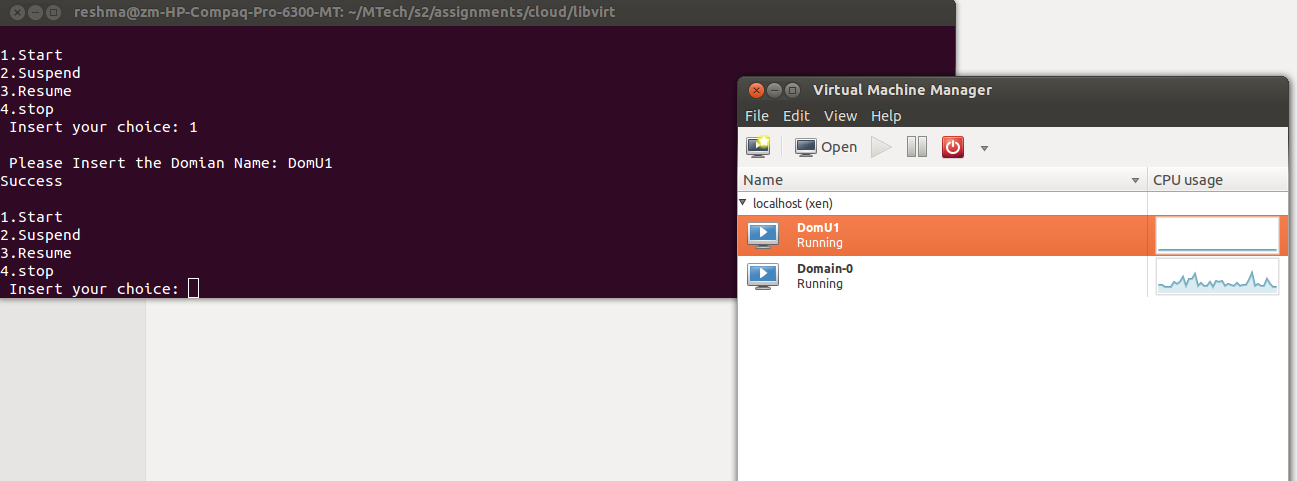 reshma@zm-HP-Compaq-Pro-6300-MT: ~/MTech/s2/assignments/cloud/libvirt
1.Start
2.Suspend
3.Resume
4.stop
Insert your choice: 1
Please Insert the Domian Name: DomU1
Success
1.Start
2.Suspend
3.Resume
4.stop
Insert your choice:
Virtual Machine Manager
File Edit View Help
Open
Name CPU usage
localhost (xen)
DomU1
Running
Domain-0
Running